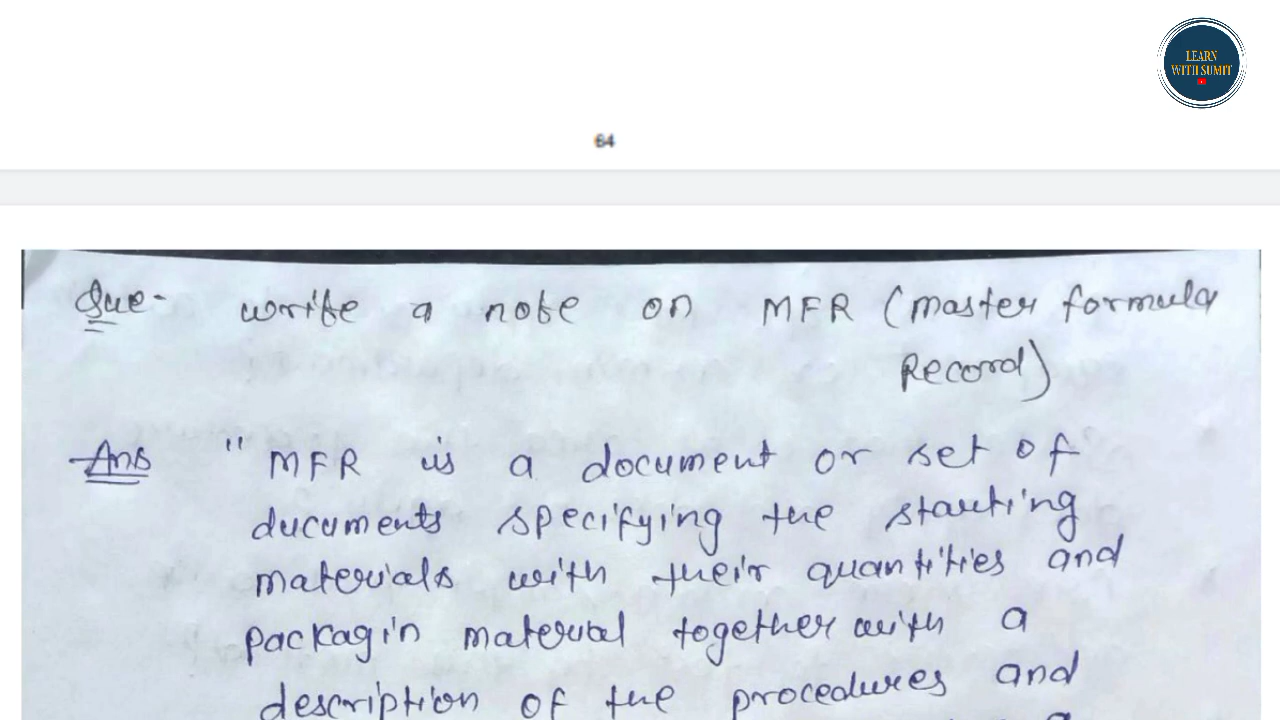 LEARN
WITH SUMIT
64
Que- write a note on MFR (Master formula
Record)
Ans " MFR is a document or set of
ducuments specifying the starting
materials with their quantities and
packagin material together with a
description of the procedures and